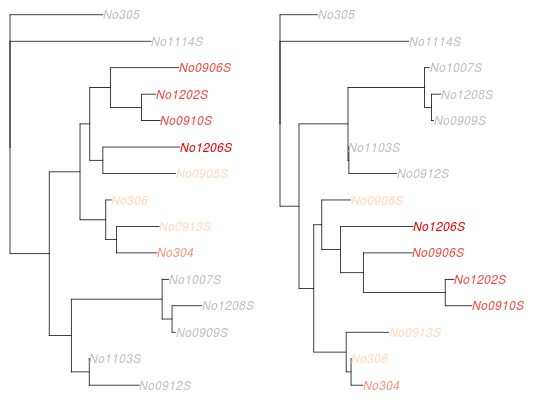 No305
No1114S
No0906S
No1202S
No0910S
No1206S
No0908S
No306
No0913S
No304
No1007S
No1208S
No0909S
No1103S
No0912S
No305
No1114S
No1007S
No1208S
No0909S
No1103S
No0912S
No0908S
No1206S
No0906S
No1202S
No0910S
No0913S
No306
No304